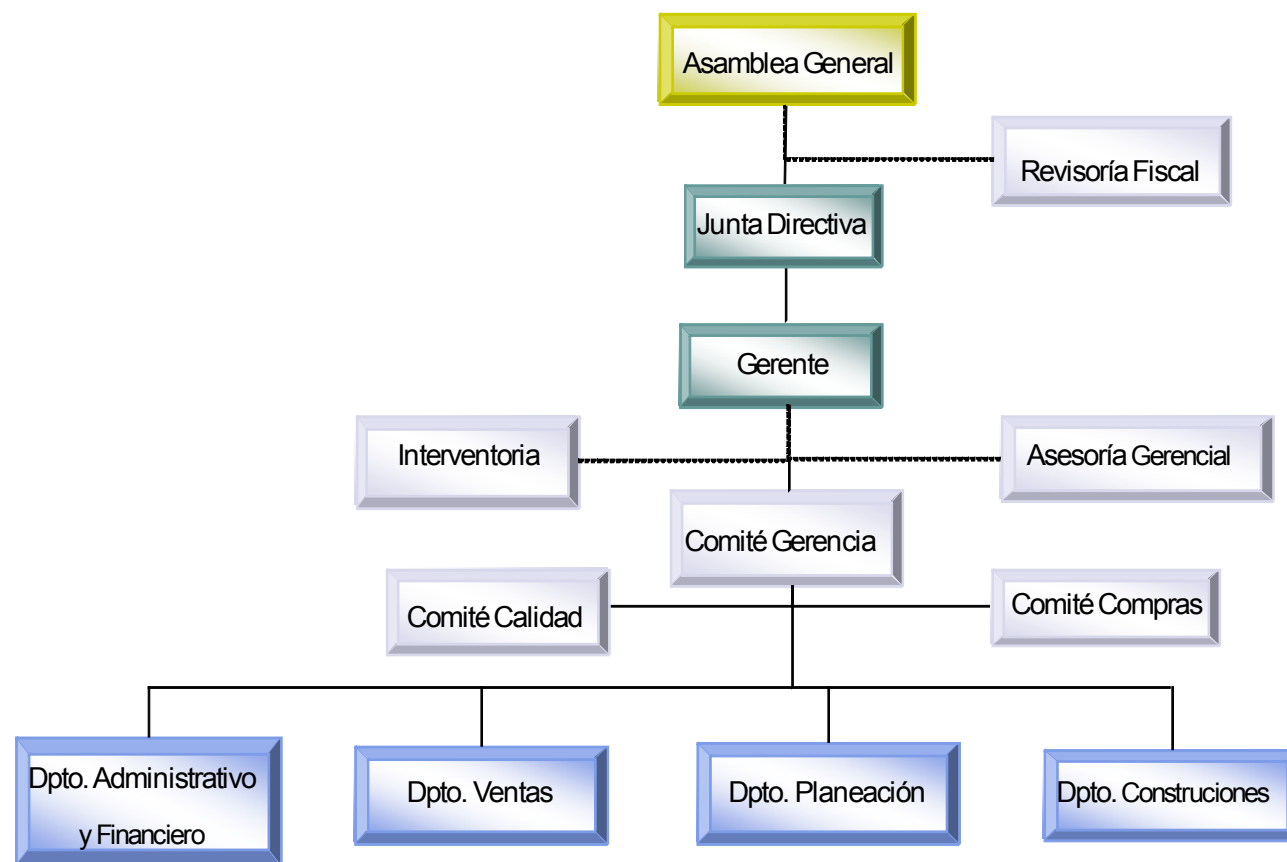 Asamblea General
Revisoría Fiscal
Junta Directiva
Gerente
Interventoria
Asesoría Gerencial
Comité Gerencia
Comité Calidad
Comité Compras
Dpto. Administrativo
y Financiero
Dpto. Ventas
Dpto. Planeación
Dpto. Construciones